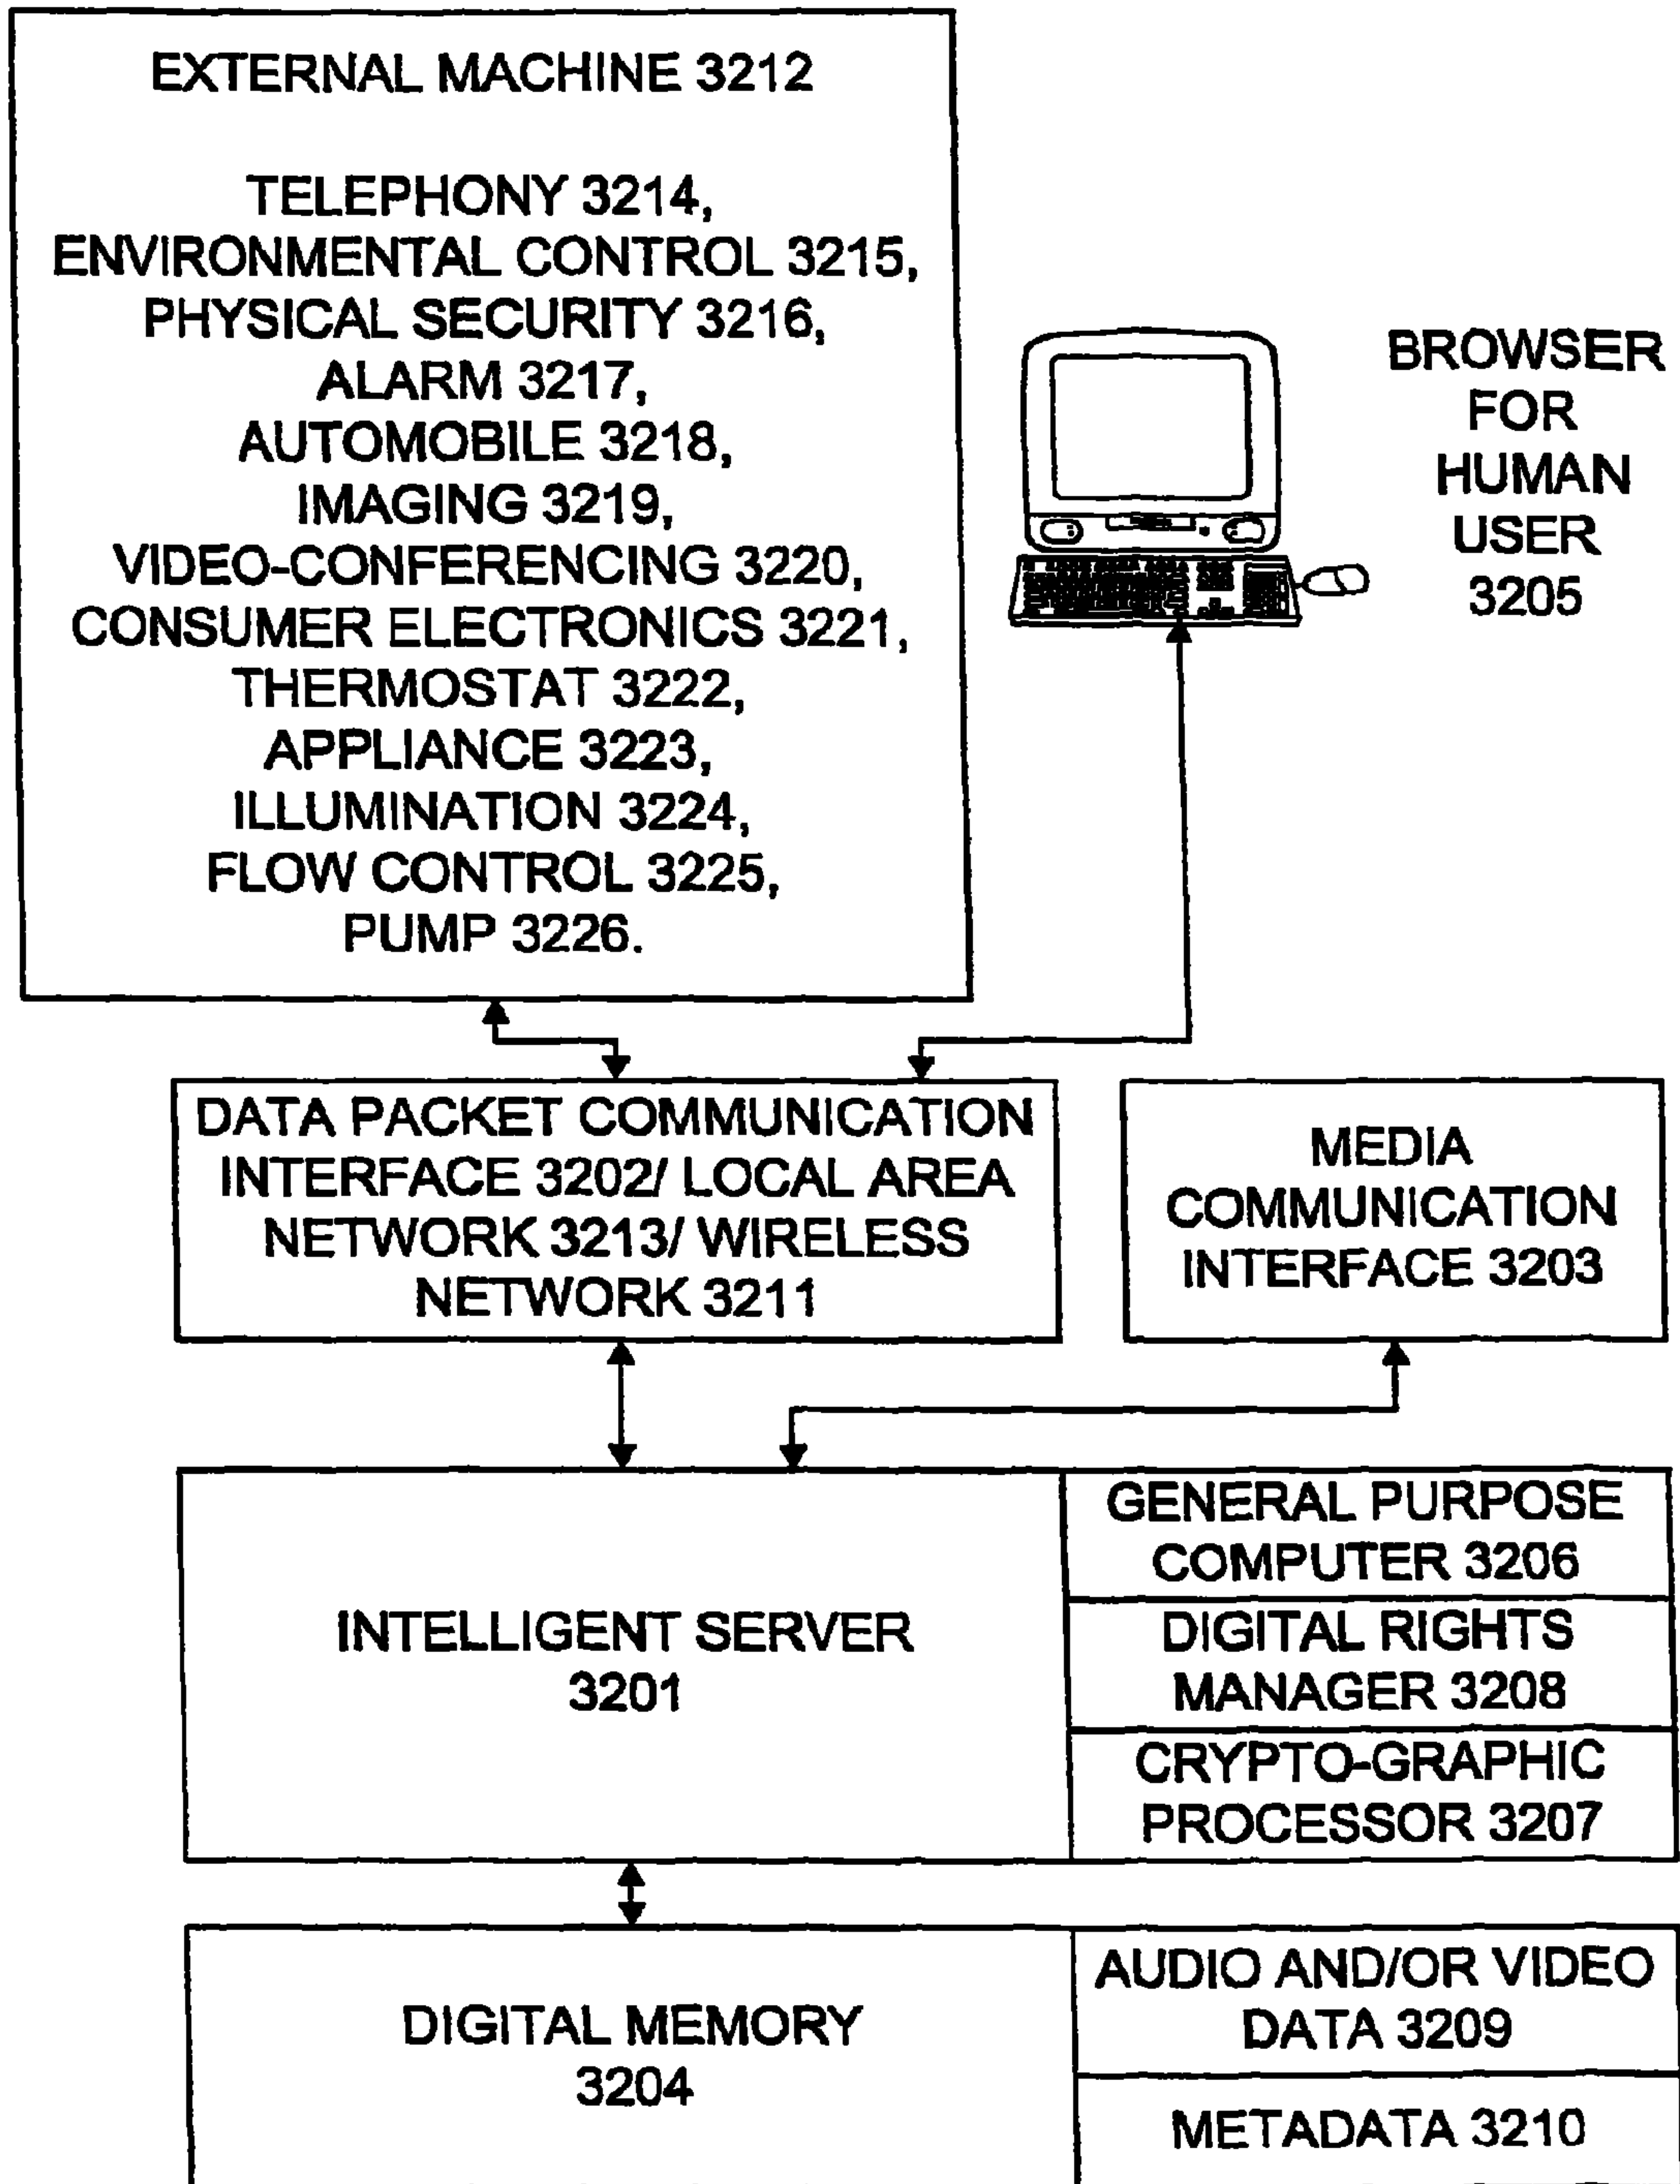 EXTERNAL MACHINE 3212
TELEPHONY 3214,
ENVIRONMENTAL CONTROL 3215,
PHYSICAL SECURITY 3216,
ALARM 3217,
AUTOMOBILE 3218,
IMAGING 3219,
VIDEO-CONFERENCING 3220,
CONSUMER ELECTRONICS 3221,
THERMOSTAT 3222,
APPLIANCE 3223,
ILLUMINATION 3224,
FLOW CONTROL 3225,
PUMP 3226.
BROWSER
FOR
HUMAN
USER
3205
DATA PACKET COMMUNICATION
INTERFACE 3202/ LOCAL AREA
NETWORK 3213/ WIRELESS
NETWORK 3211
MEDIA
COMMUNICATION
INTERFACE 3203
INTELLIGENT SERVER
3201
GENERAL PURPOSE
COMPUTER 3206
DIGITAL RIGHTS
MANAGER 3208
CRYPTO-GRAPHIC
PROCESSOR 3207
DIGITAL MEMORY
3204
AUDIO AND/OR VIDEO
DATA 3209
METADATA 3210